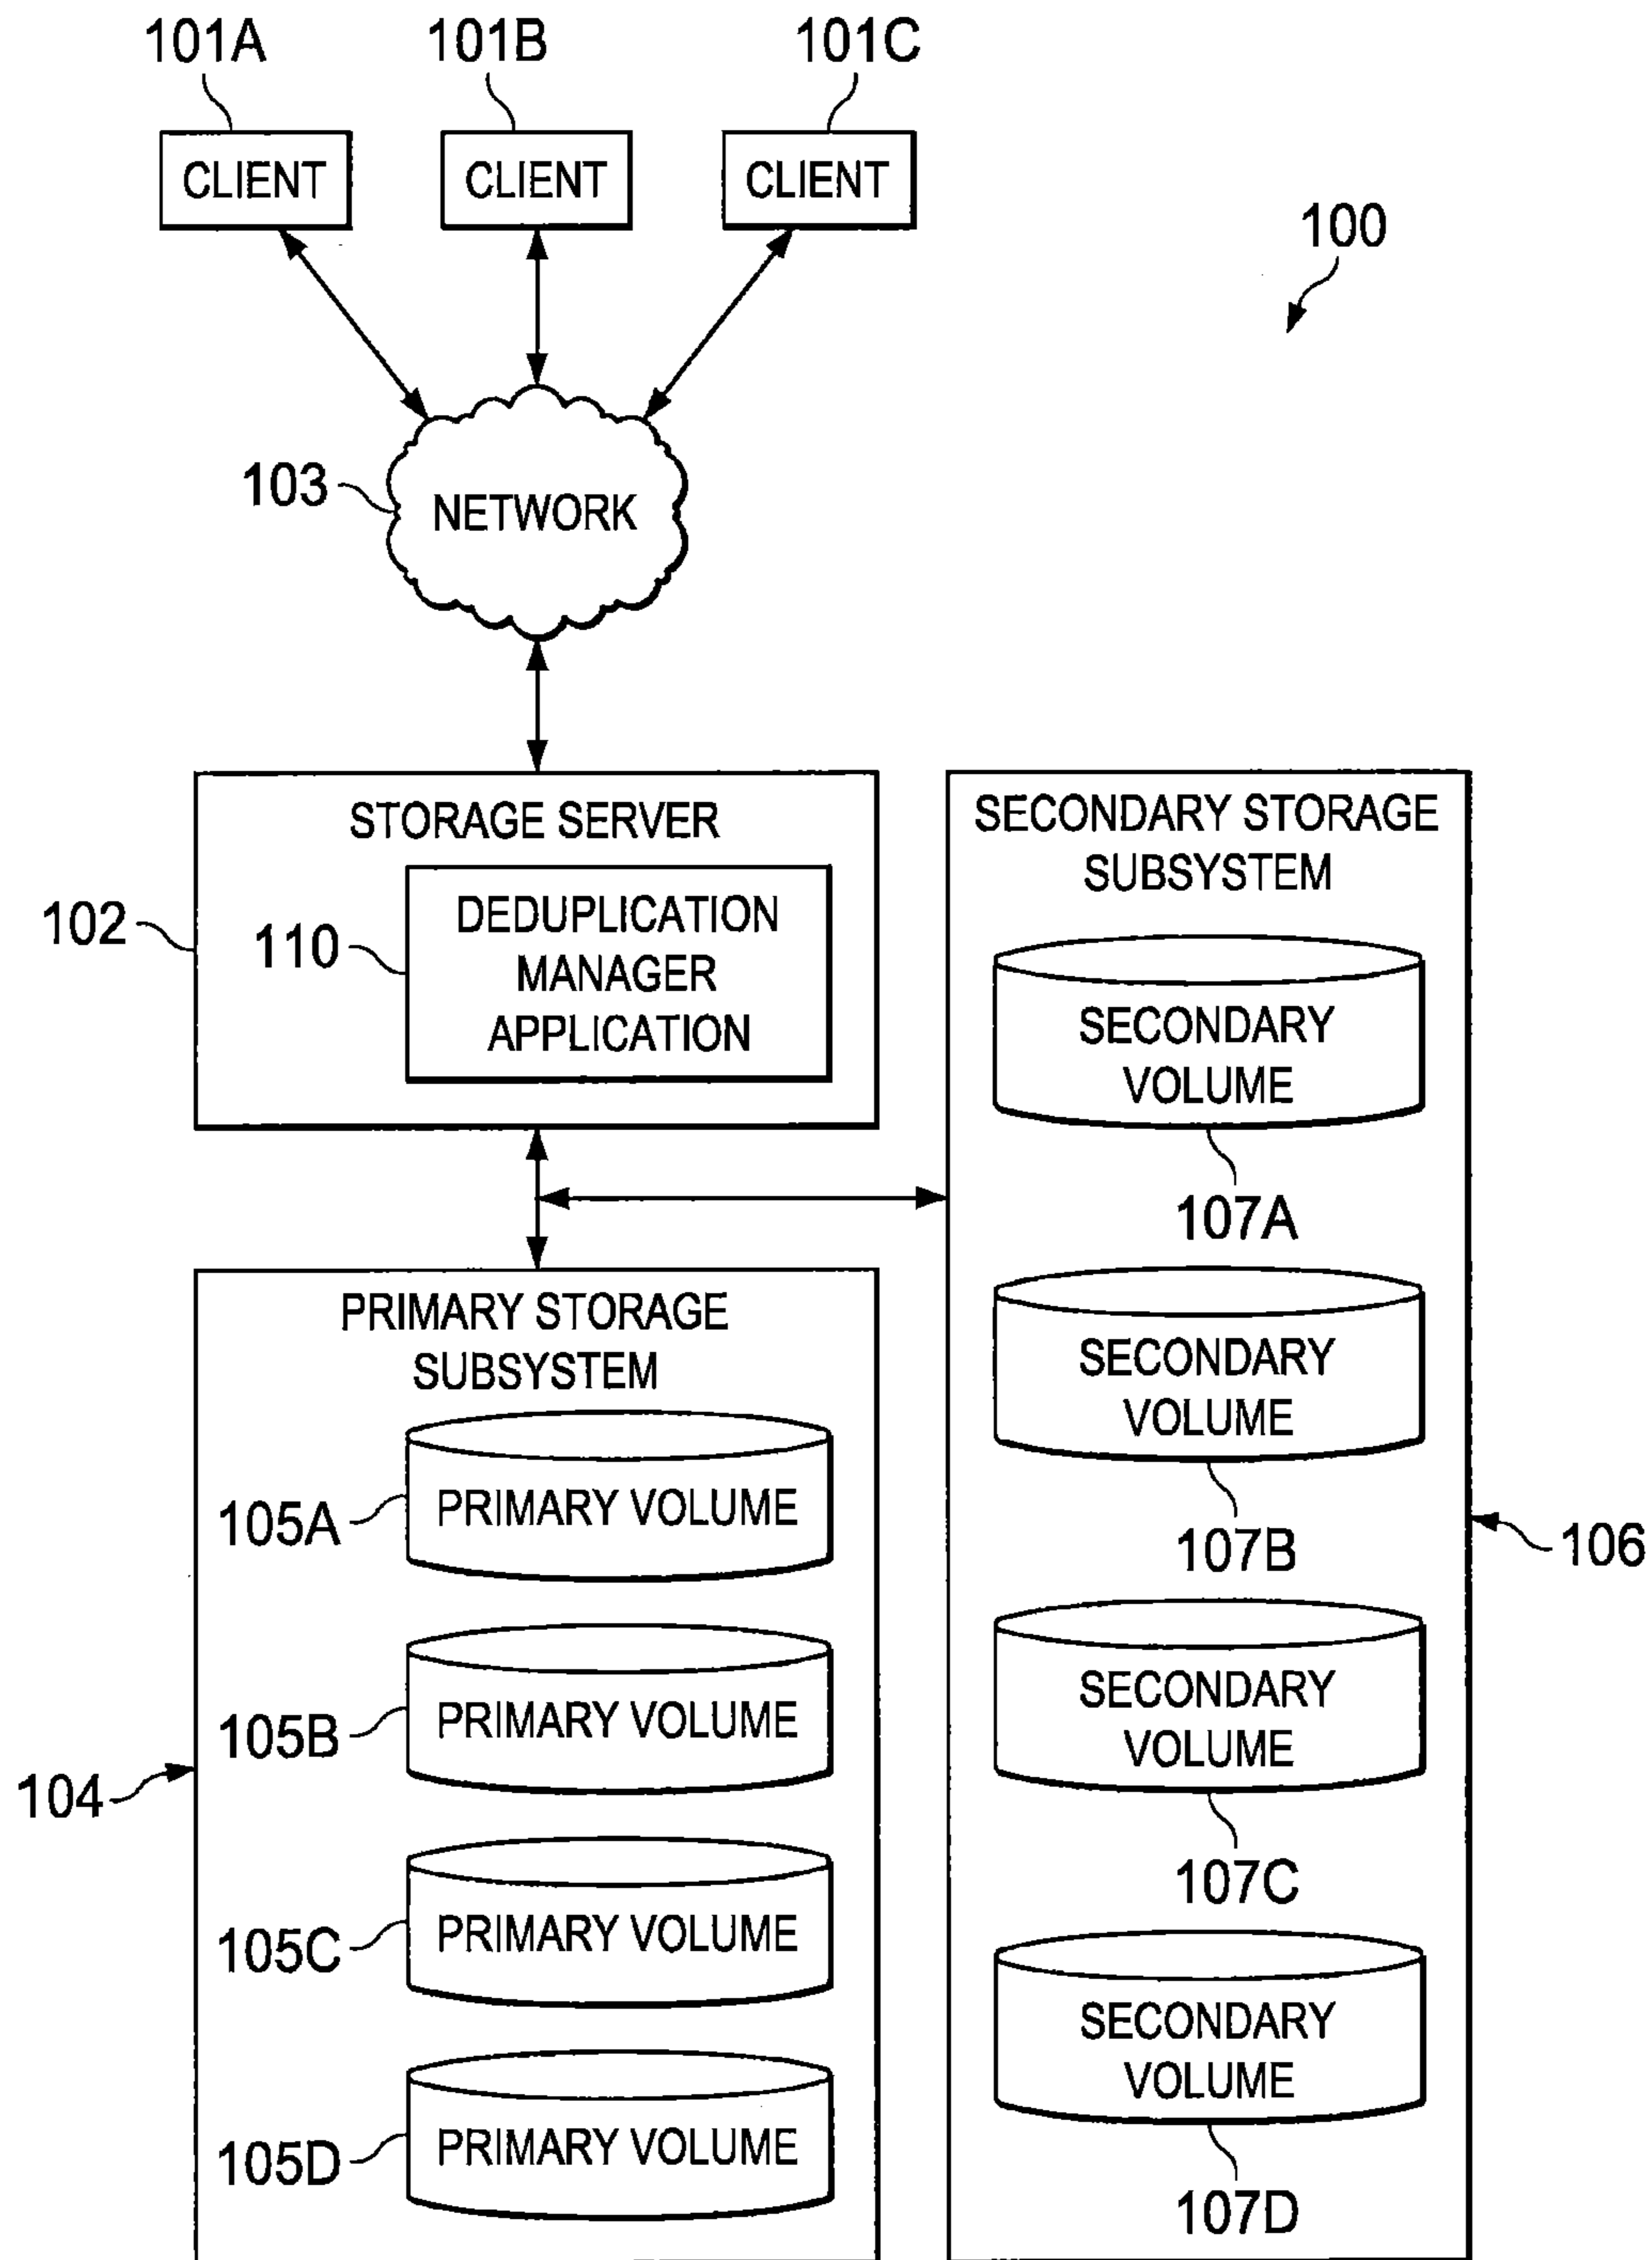 101A
101B
101C
CLIENT
CLIENT
CLIENT
100
103
NETWORK
STORAGE SERVER
102
110
DEDUPLICATION
MANAGER
APPLICATION
SECONDARY STORAGE
SUBSYSTEM
SECONDARY
VOLUME
107A
SECONDARY
VOLUME
107B
106
SECONDARY
VOLUME
107C
SECONDARY
VOLUME
107D
PRIMARY STORAGE
SUBSYSTEM
105A
PRIMARY VOLUME
105B
PRIMARY VOLUME
104
105C
PRIMARY VOLUME
105D
PRIMARY VOLUME